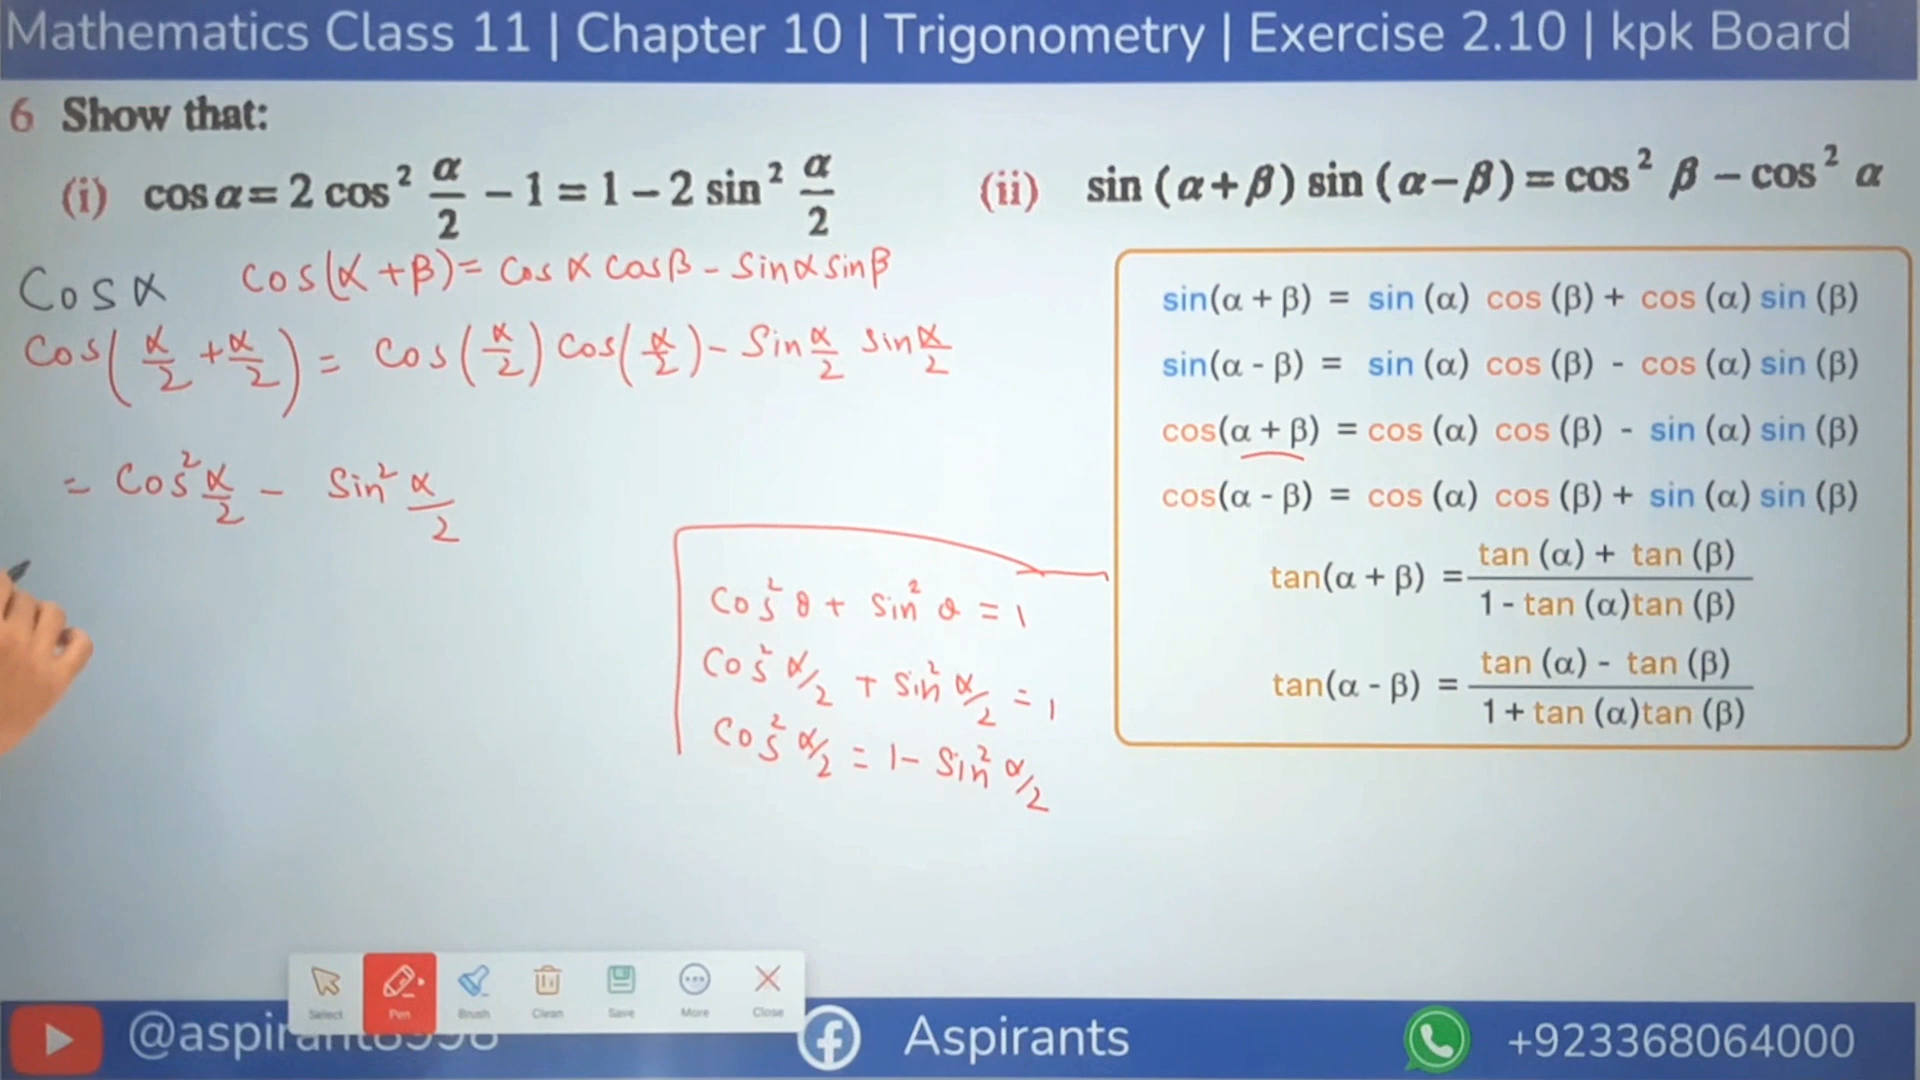 Mathematics Class 11 | Chapter 10 | Trigonometry | Exercise 2.10 | kpk Board
6 Show that:
(i) cos α = 2 cos² α/2 − 1 = 1 − 2 sin² α/2
(ii) sin (α+β) sin (α−β) = cos² β − cos² α
Cos α
Cos(α + β) = Cos α Cos β − Sin α Sin β
Cos(α/2 + α/2) = Cos(α/2) Cos(α/2) − Sin α/2 Sin α/2
= Cos² α/2 − Sin² α/2
Cos² θ + Sin² θ = 1
Cos² α/2 + Sin² α/2 = 1
Cos² α/2 = 1 − Sin² α/2
sin(α + β) = sin (α) cos (β) + cos (α) sin (β)
sin(α - β) = sin (α) cos (β) - cos (α) sin (β)
cos(α + β) = cos (α) cos (β) - sin (α) sin (β)
cos(α - β) = cos (α) cos (β) + sin (α) sin (β)
tan(α + β) = tan (α) + tan (β) / 1 - tan (α)tan (β)
tan(α - β) = tan (α) - tan (β) / 1 + tan (α)tan (β)
Select Pen Brush Clean Save More Close
Aspirants
+923368064000